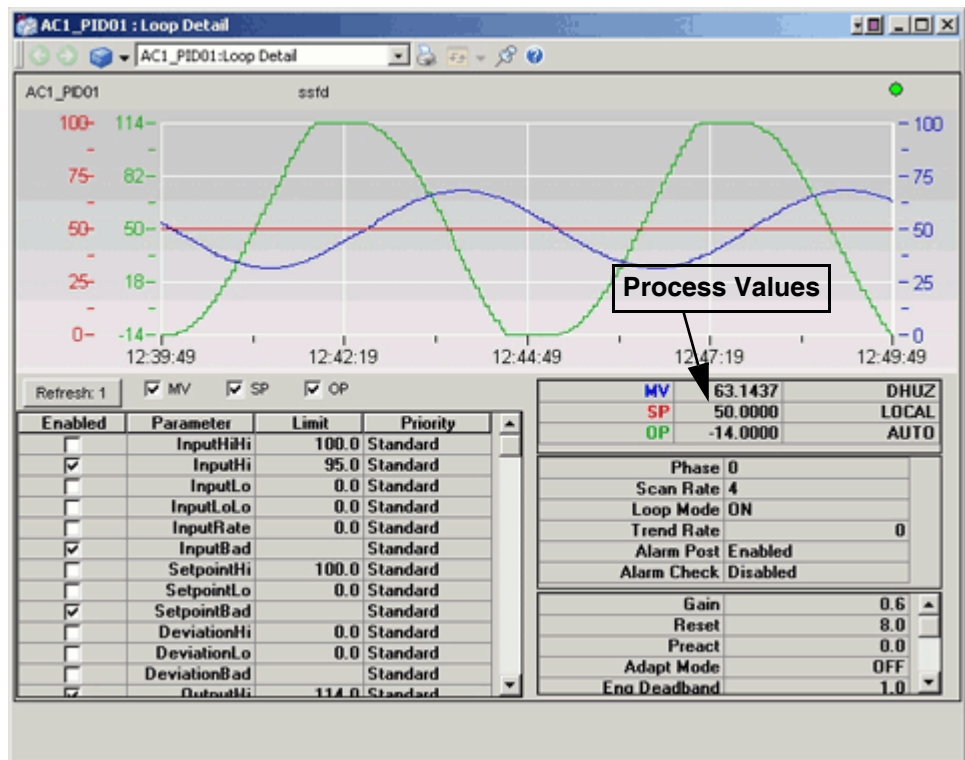 AC1_PID01 : Loop Detail
AC1_PID01:Loop Detail
AC1_PID01 ssfd
100 114 100
75 82 75
50 50 50
25 18 25
0 -14 0
Process Values
12:39:49 12:42:19 12:44:49 12:47:19 12:49:49
Refresh: 1 MV SP OP
MV 63.1437 DHUZ
SP 50.0000 LOCAL
OP -14.0000 AUTO
Enabled Parameter Limit Priority
InputHiHi 100.0 Standard
InputHi 95.0 Standard
InputLo 0.0 Standard
InputLoLo 0.0 Standard
InputRate 0.0 Standard
InputBad Standard
SetpointHi 100.0 Standard
SetpointLo 0.0 Standard
SetpointBad Standard
DeviationHi 0.0 Standard
DeviationLo 0.0 Standard
DeviationBad Standard
OutputHi 114.0 Standard
Phase 0
Scan Rate 4
Loop Mode ON
Trend Rate 0
Alarm Post Enabled
Alarm Check Disabled
Gain 0.6
Reset 8.0
Preact 0.0
Adapt Mode OFF
Eng Deadband 1.0